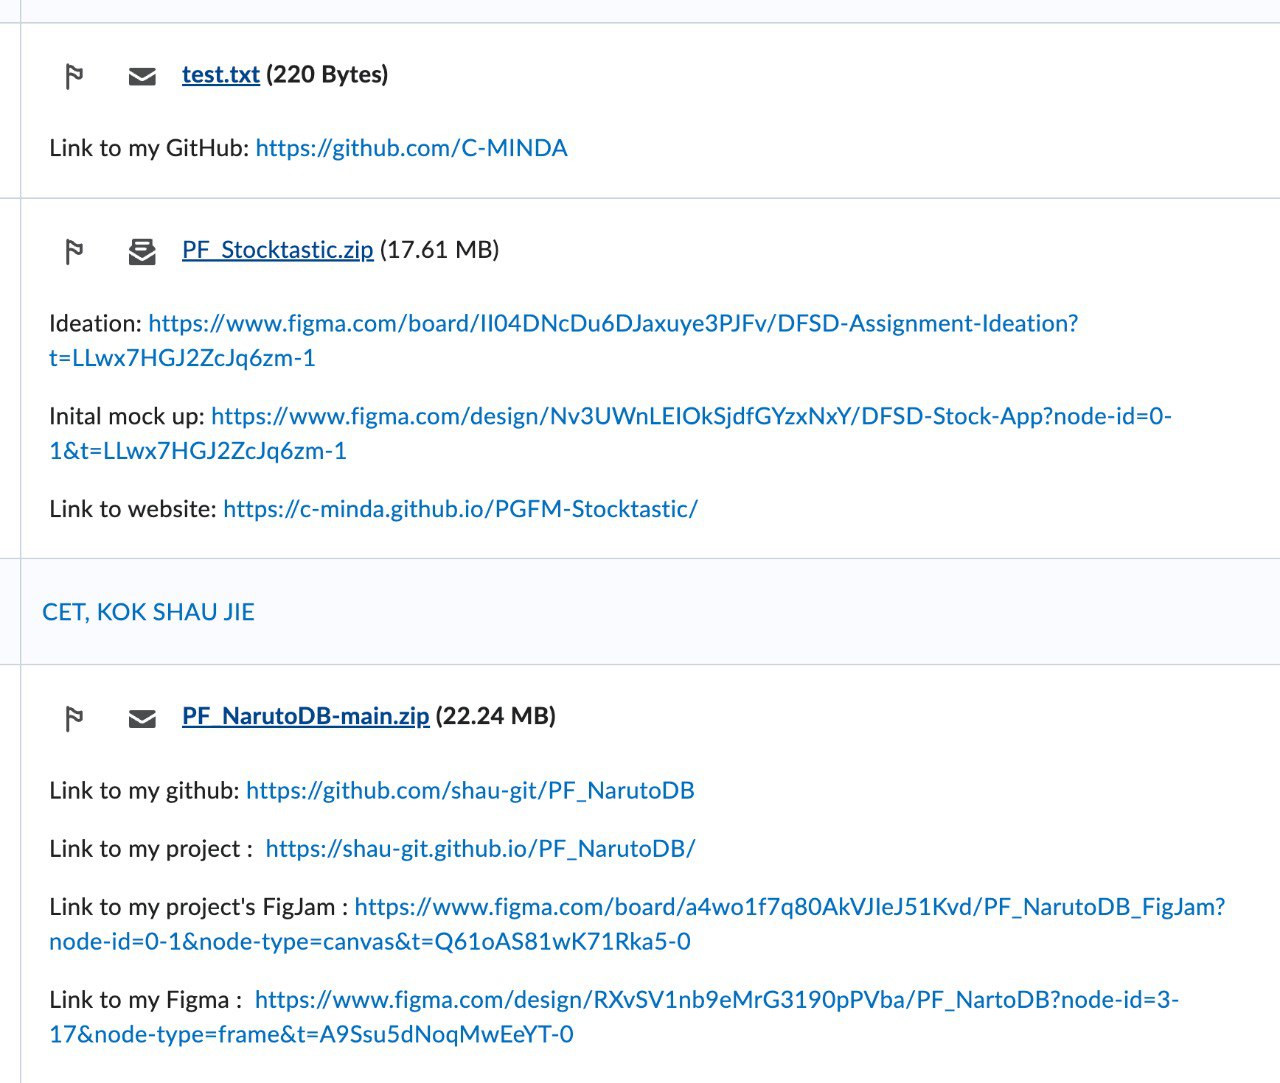 test.txt (220 Bytes)
Link to my GitHub: https://github.com/C-MINDA
PF_Stocktastic.zip (17.61 MB)
Ideation: https://www.figma.com/board/II04DNcDu6DJaxuye3PJFv/DFSD-Assignment-Ideation?
t=LLwx7HGJ2ZcJq6zm-1
Inital mock up: https://www.figma.com/design/Nv3UWnLEIOkSjdfGYzxNxY/DFSD-Stock-App?node-id=0-
1&t=LLwx7HGJ2ZcJq6zm-1
Link to website: https://c-minda.github.io/PGFM-Stocktastic/
CET, KOK SHAU JIE
PF_NarutoDB-main.zip (22.24 MB)
Link to my github: https://github.com/shau-git/PF_NarutoDB
Link to my project :  https://shau-git.github.io/PF_NarutoDB/
Link to my project's FigJam : https://www.figma.com/board/a4wo1f7q80AkVJIeJ51Kvd/PF_NarutoDB_FigJam?
node-id=0-1&node-type=canvas&t=Q61oAS81wK71Rka5-0
Link to my Figma :  https://www.figma.com/design/RXvSV1nb9eMrG3190pPVba/PF_NartoDB?node-id=3-
17&node-type=frame&t=A9Ssu5dNoqMwEeYT-0